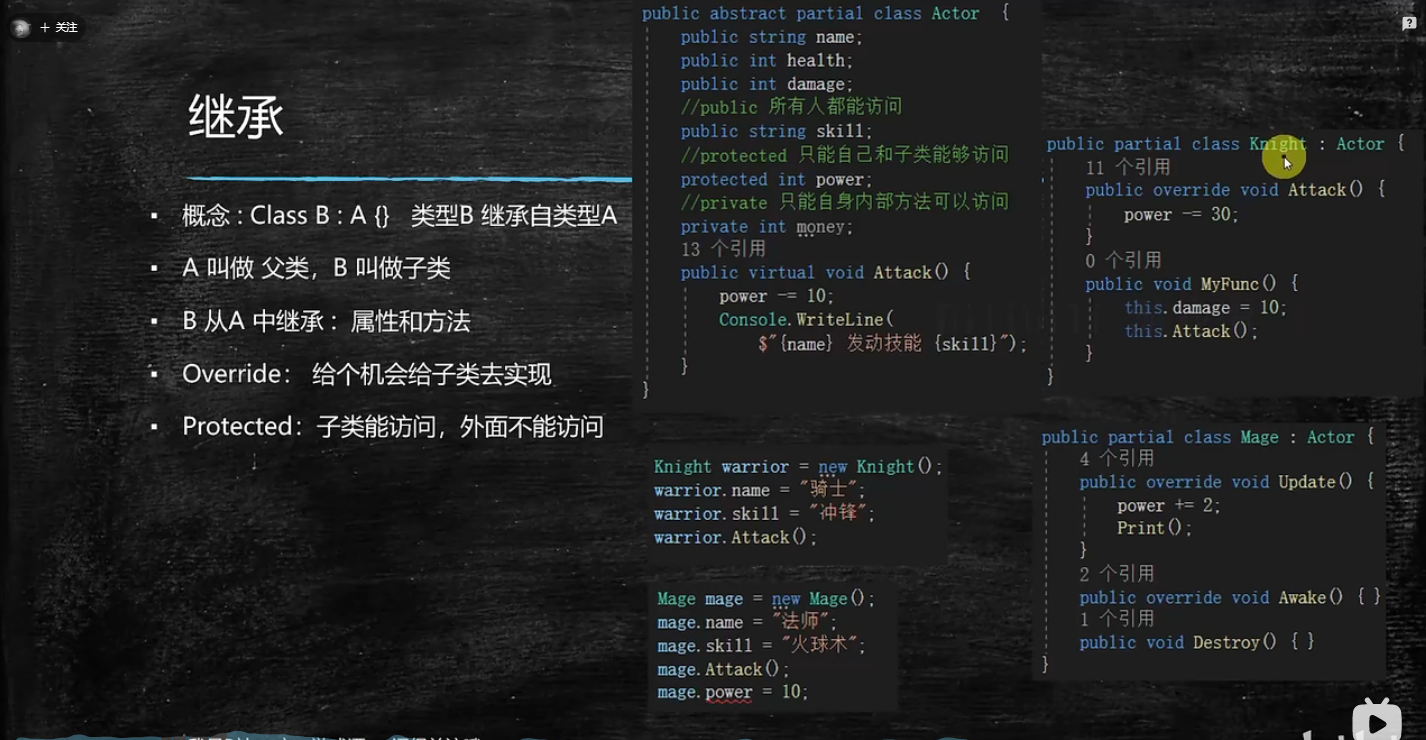 + 关注
继承
▪ 概念 : Class B : A {} 类型B 继承自类型A
▪ A 叫做 父类，B 叫做子类
▪ B 从A 中继承： 属性和方法
▪ Override： 给个机会给子类去实现
▪ Protected：子类能访问，外面不能访问
public abstract partial class Actor {
public string name;
public int health;
public int damage;
//public 所有人都能访问
public string skill;
//protected 只能自己和子类能够访问
protected int power;
//private 只能自身内部方法可以访问
private int money;
13 个引用
public virtual void Attack() {
power -= 10;
Console.WriteLine(
$"{name} 发动技能 {skill}");
}
}
Knight warrior = new Knight();
warrior.name = "骑士";
warrior.skill = "冲锋";
warrior.Attack();
Mage mage = new Mage();
mage.name = "法师";
mage.skill = "火球术";
mage.Attack();
mage.power = 10;
public partial class Knight : Actor {
11 个引用
public override void Attack() {
power -= 30;
}
0 个引用
public void MyFunc() {
this.damage = 10;
this.Attack();
}
}
public partial class Mage : Actor {
4 个引用
public override void Update() {
power += 2;
Print();
}
2 个引用
public override void Awake() { }
1 个引用
public void Destroy() { }
}